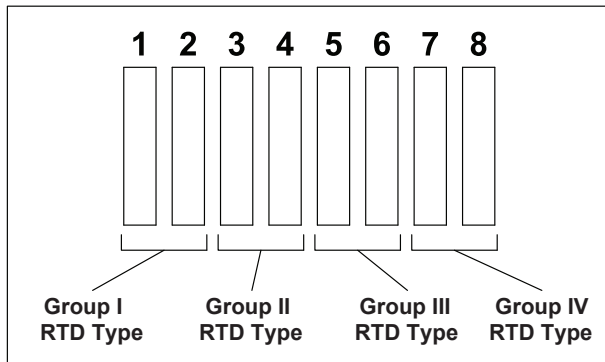 1 2 3 4 5 6 7 8
Group I
RTD Type
Group II
RTD Type
Group III
RTD Type
Group IV
RTD Type